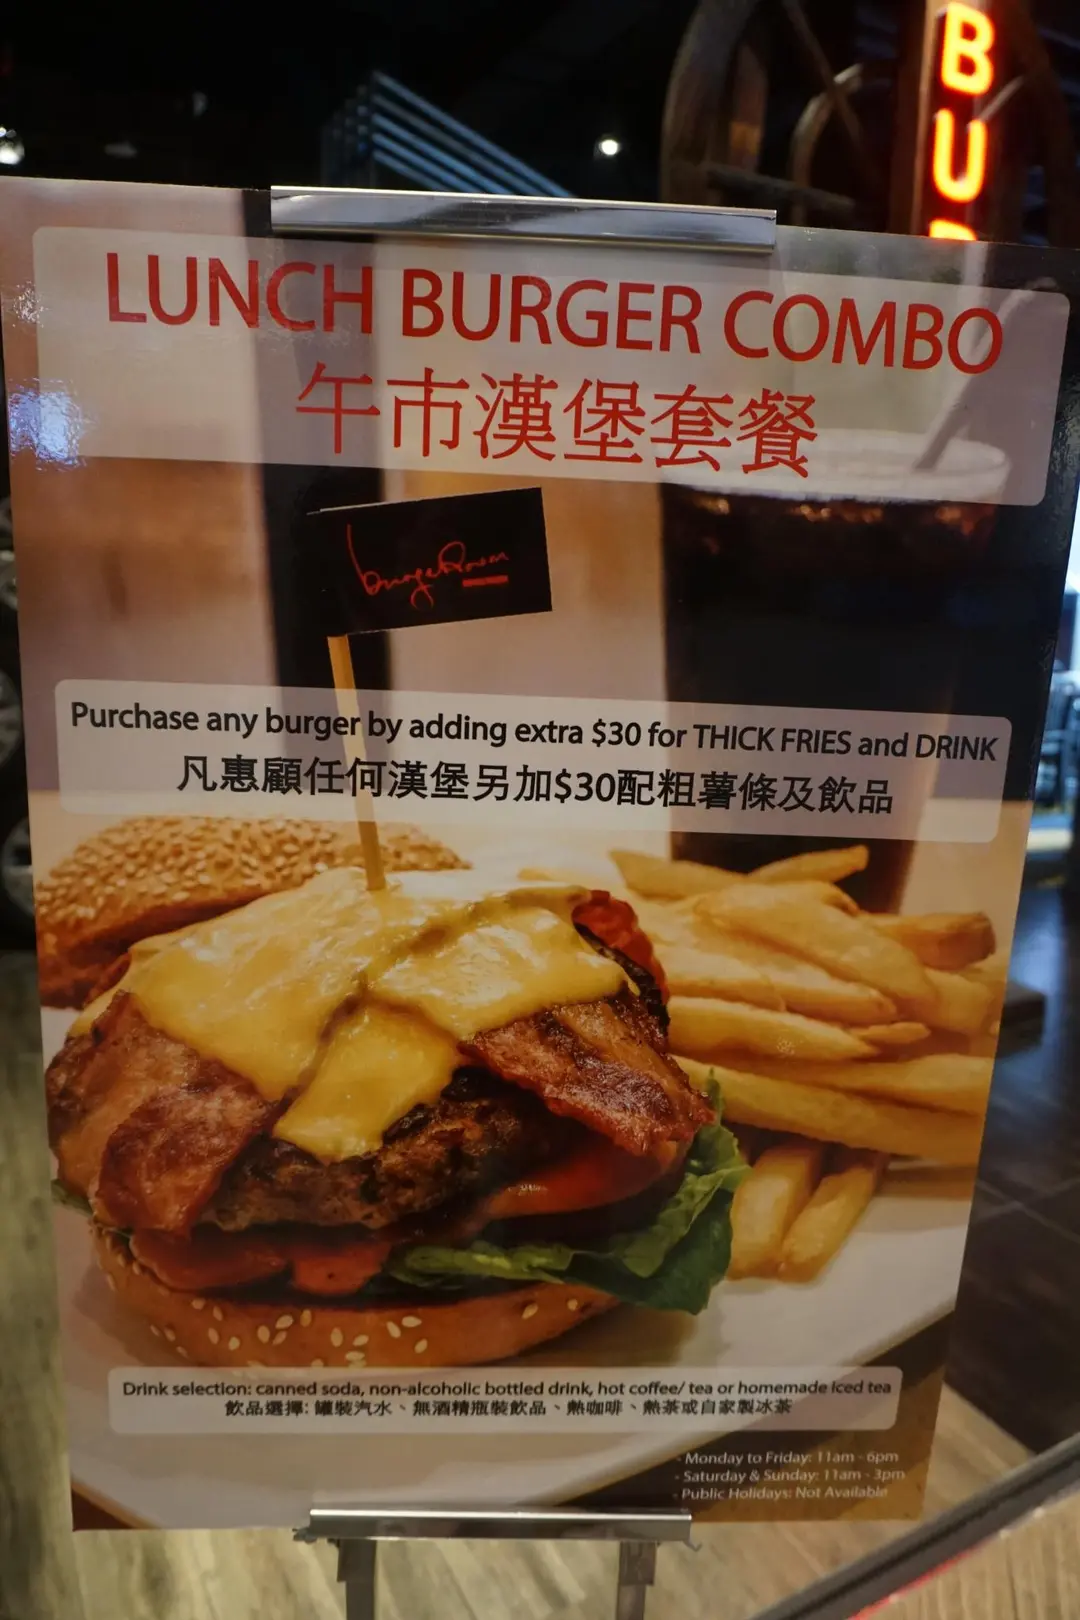 BU
LUNCH BURGER COMBO
午市漢堡套餐
burgeRoom
Purchase any burger by adding extra $30 for THICK FRIES and DRINK
凡惠顧任何漢堡另加$30配粗薯條及飲品
Drink selection: canned soda, non-alcoholic bottled drink, hot coffee/ tea or homemade iced tea
飲品選擇: 罐裝汽水、無酒精瓶裝飲品、熱咖啡、熱茶或自家製冰茶
- Monday to Friday: 11am - 6pm
- Saturday & Sunday: 11am - 3pm
- Public Holidays: Not Available